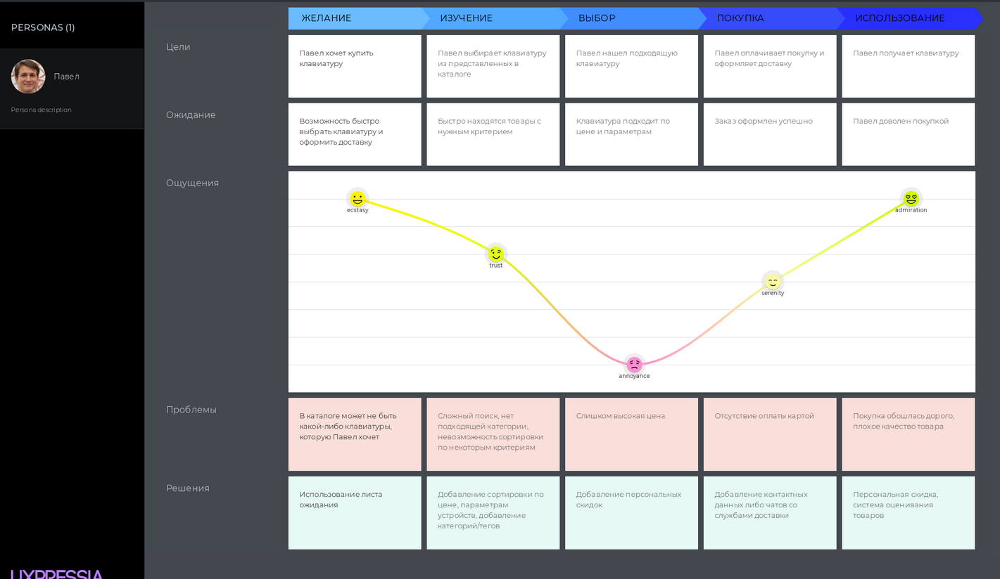 PERSONAS (1)
Павел
Persona description
UXPRESSIA
ЖЕЛАНИЕ
ИЗУЧЕНИЕ
ВЫБОР
ПОКУПКА
ИСПОЛЬЗОВАНИЕ
Цели
Павел хочет купить
клавиатуру
Павел выбирает клавиатуру
из представленных в
каталоге
Павел нашел подходящую
клавиатуру
Павел оплачивает покупку и
оформляет доставку
Павел получает клавиатуру
Ожидание
Возможность быстро
выбрать клавиатуру и
оформить доставку
Быстро находятся товары с
нужным критерием
Клавиатура подходит по
цене и параметрам
Заказ оформлен успешно
Павел доволен покупкой
Ощущения
ecstasy
trust
annoyance
serenity
admiration
Проблемы
В каталоге может не быть
какой-либо клавиатуры,
которую Павел хочет
Сложный поиск, нет
подходящей категории,
невозможность сортировки
по некоторым критериям
Слишком высокая цена
Отсутствие оплаты картой
Покупка обошлась дорого,
плохое качество товара
Решения
Использование листа
ожидания
Добавление сортировки по
цене, параметрам
устройств, добавление
категорий/тегов
Добавление персональных
скидок
Добавление контактных
данных либо чатов со
службами доставки
Персональная скидка,
система оценивания
товаров